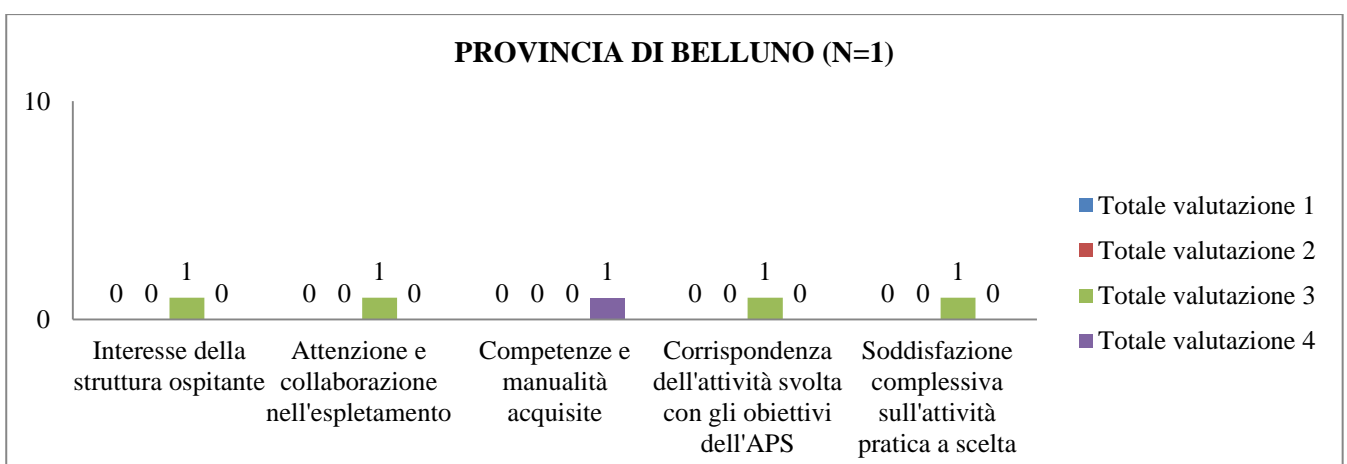 PROVINCIA DI BELLUNO (N=1)
10
0
0 0 1 0
0 0 1 0
0 0 0 1
0 0 1 0
0 0 1 0
Interesse della
struttura ospitante
Attenzione e
collaborazione
nell'espletamento
Competenze e
manualità
acquisite
Corrispondenza
dell'attività svolta
con gli obiettivi
dell'APS
Soddisfazione
complessiva
sull'attività
pratica a scelta
Totale valutazione 1
Totale valutazione 2
Totale valutazione 3
Totale valutazione 4